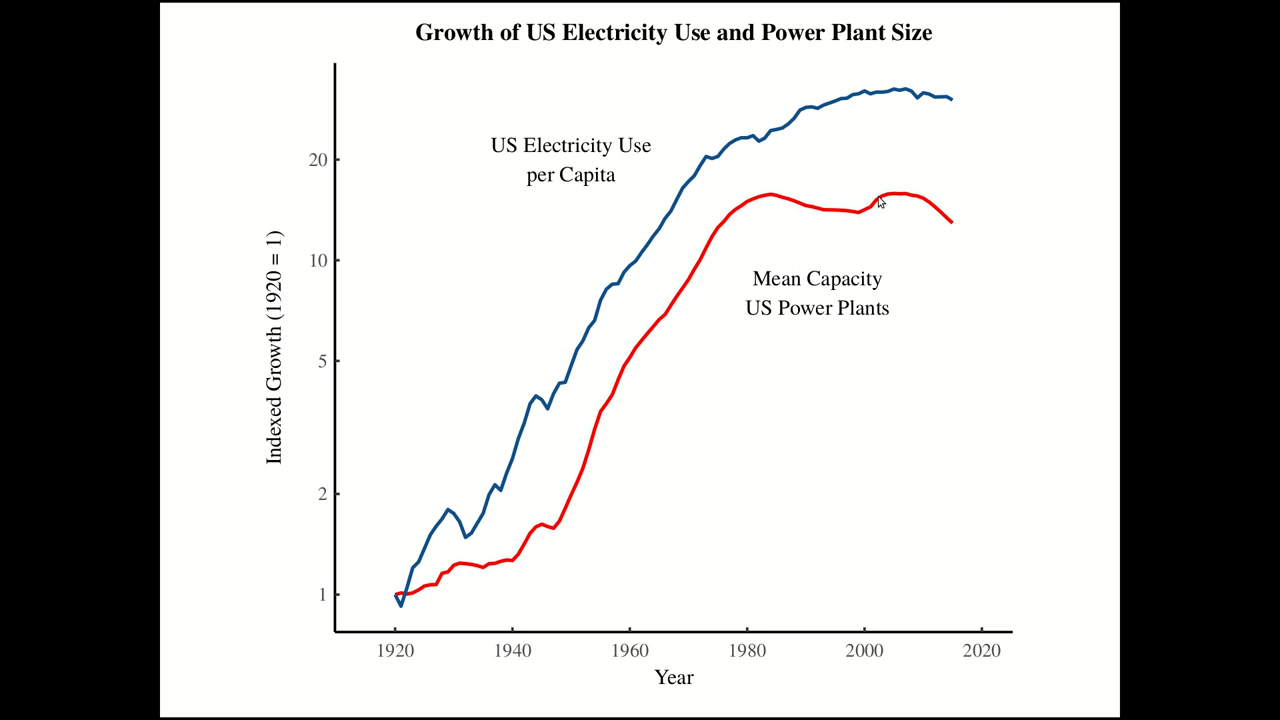 Growth of US Electricity Use and Power Plant Size
US Electricity Use
per Capita
Mean Capacity
US Power Plants
Indexed Growth (1920 = 1)
20
10
5
2
1
1920
1940
1960
1980
2000
2020
Year